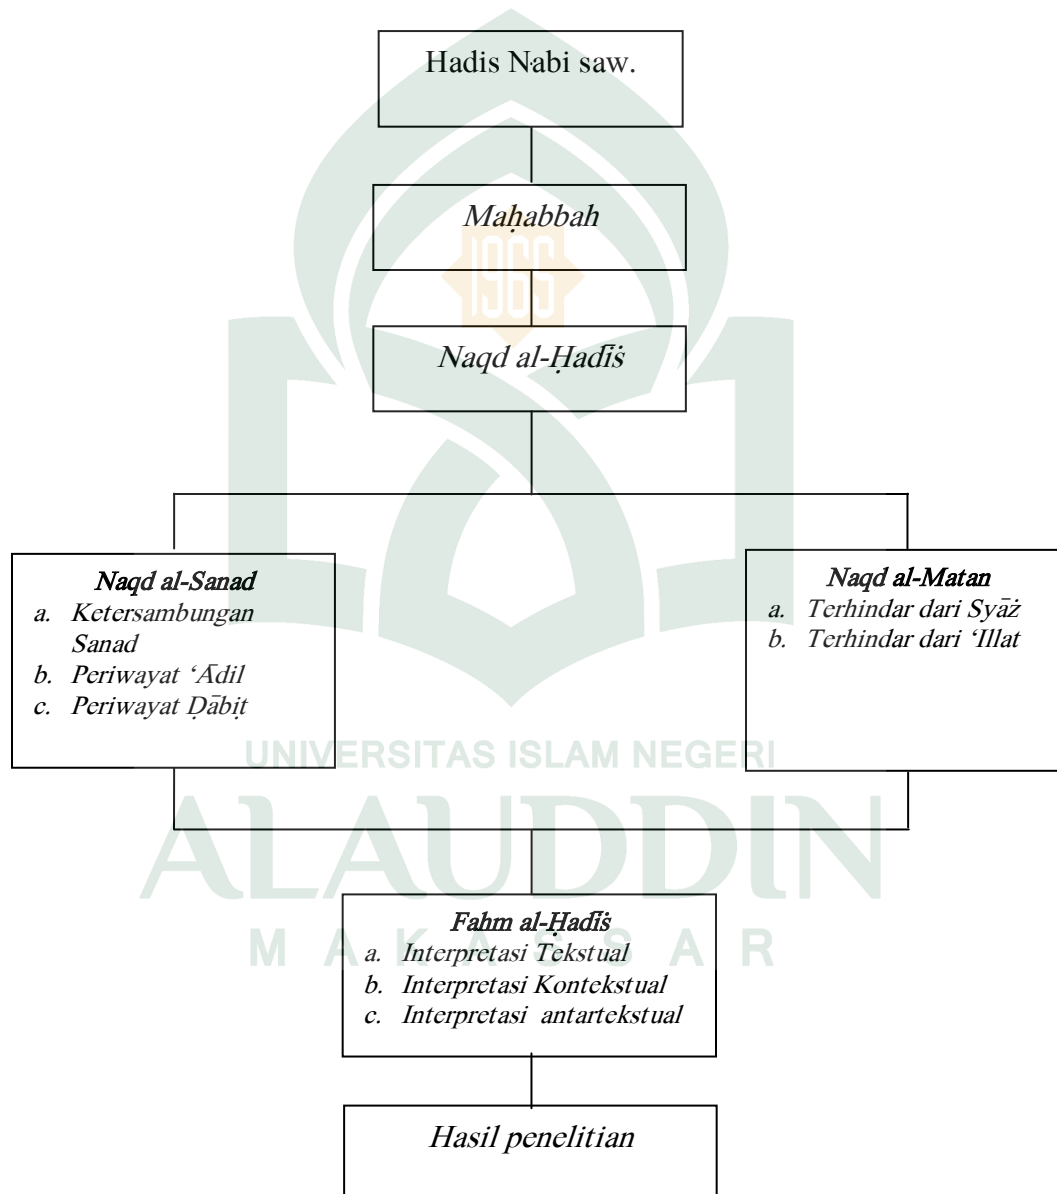 Hadis Nabi saw.
Maḥabbah
1965
Naqd al-Ḥadīṡ
Naqd al-Sanad
a. Ketersambungan
Sanad
b. Periwayat ‘Ādil
c. Periwayat Ḍābiṭ
Naqd al-Matan
a. Terhindar dari Syāż
b. Terhindar dari ‘Illat
UNIVERSITAS ISLAM NEGERI
ALAUDDIN
Fahm al-Ḥadīṡ
MAKASSAR
a. Interpretasi Tekstual
b. Interpretasi Kontekstual
c. Interpretasi antartekstual
Hasil penelitian